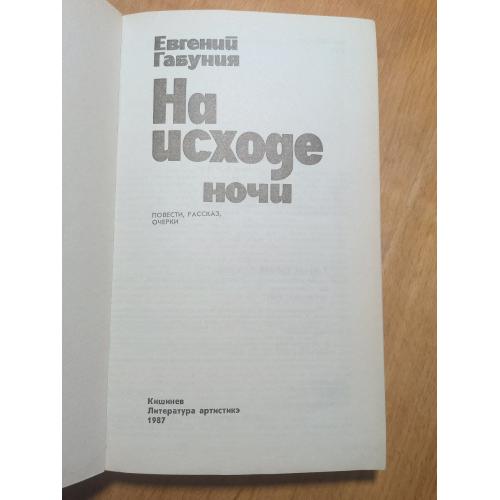 Евгений
Габуния
На
исходе
ночи
ПОВЕСТИ, РАССКАЗ,
ОЧЕРКИ
Кишинев
Литература артистикэ
1987